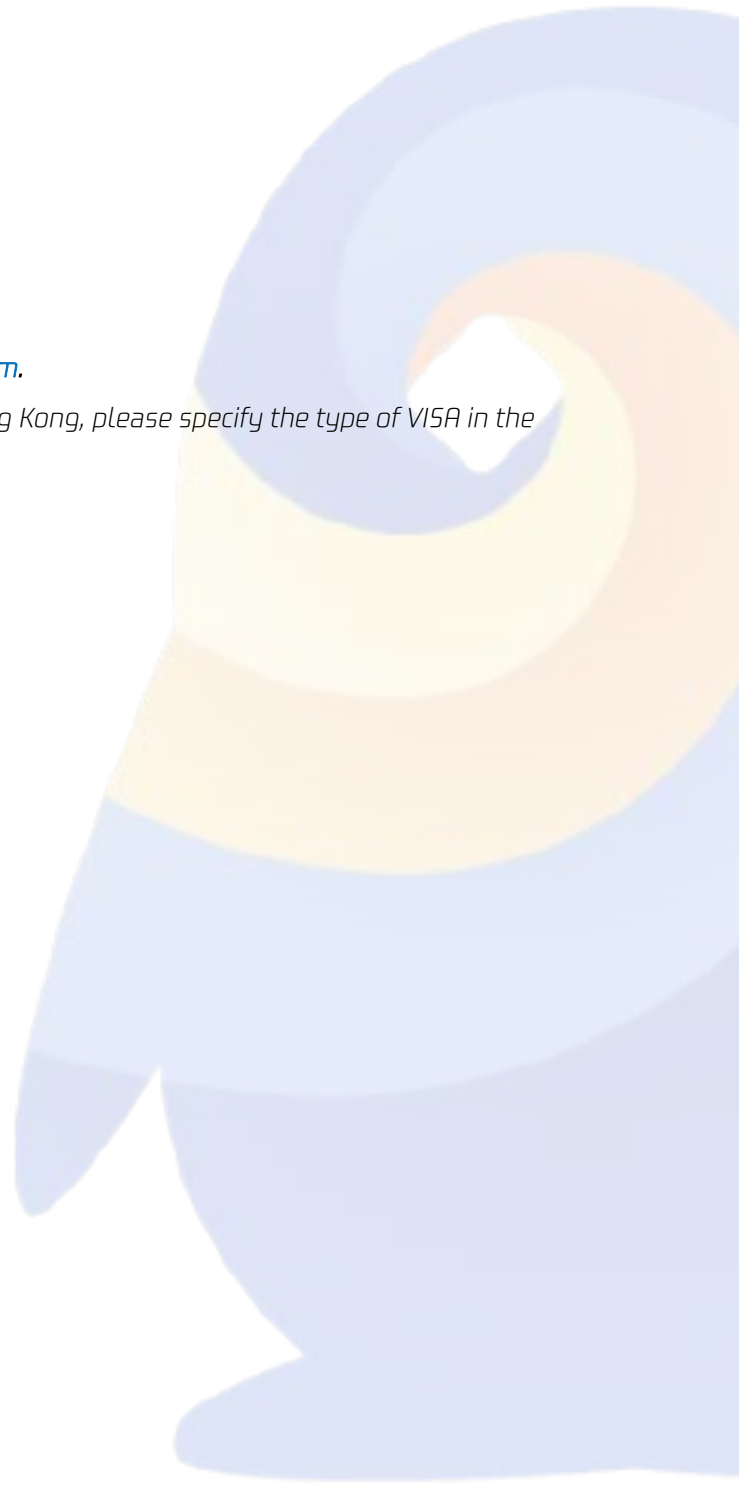 m.
g Kong, please specify the type of VISA in the